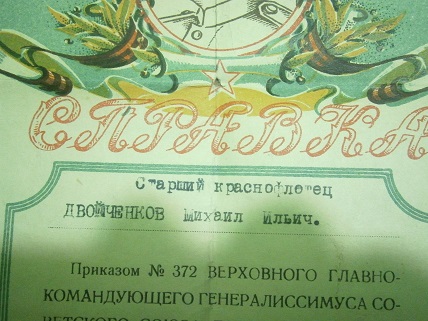 СПРАВКА
Старший краснофлотец
ДВОЙЧЕНКОВ Михаил Ильич.
Приказом № 372 ВЕРХОВНОГО ГЛАВНО-
КОМАНДУЮЩЕГО ГЕНЕРАЛИССИМУСА СО-